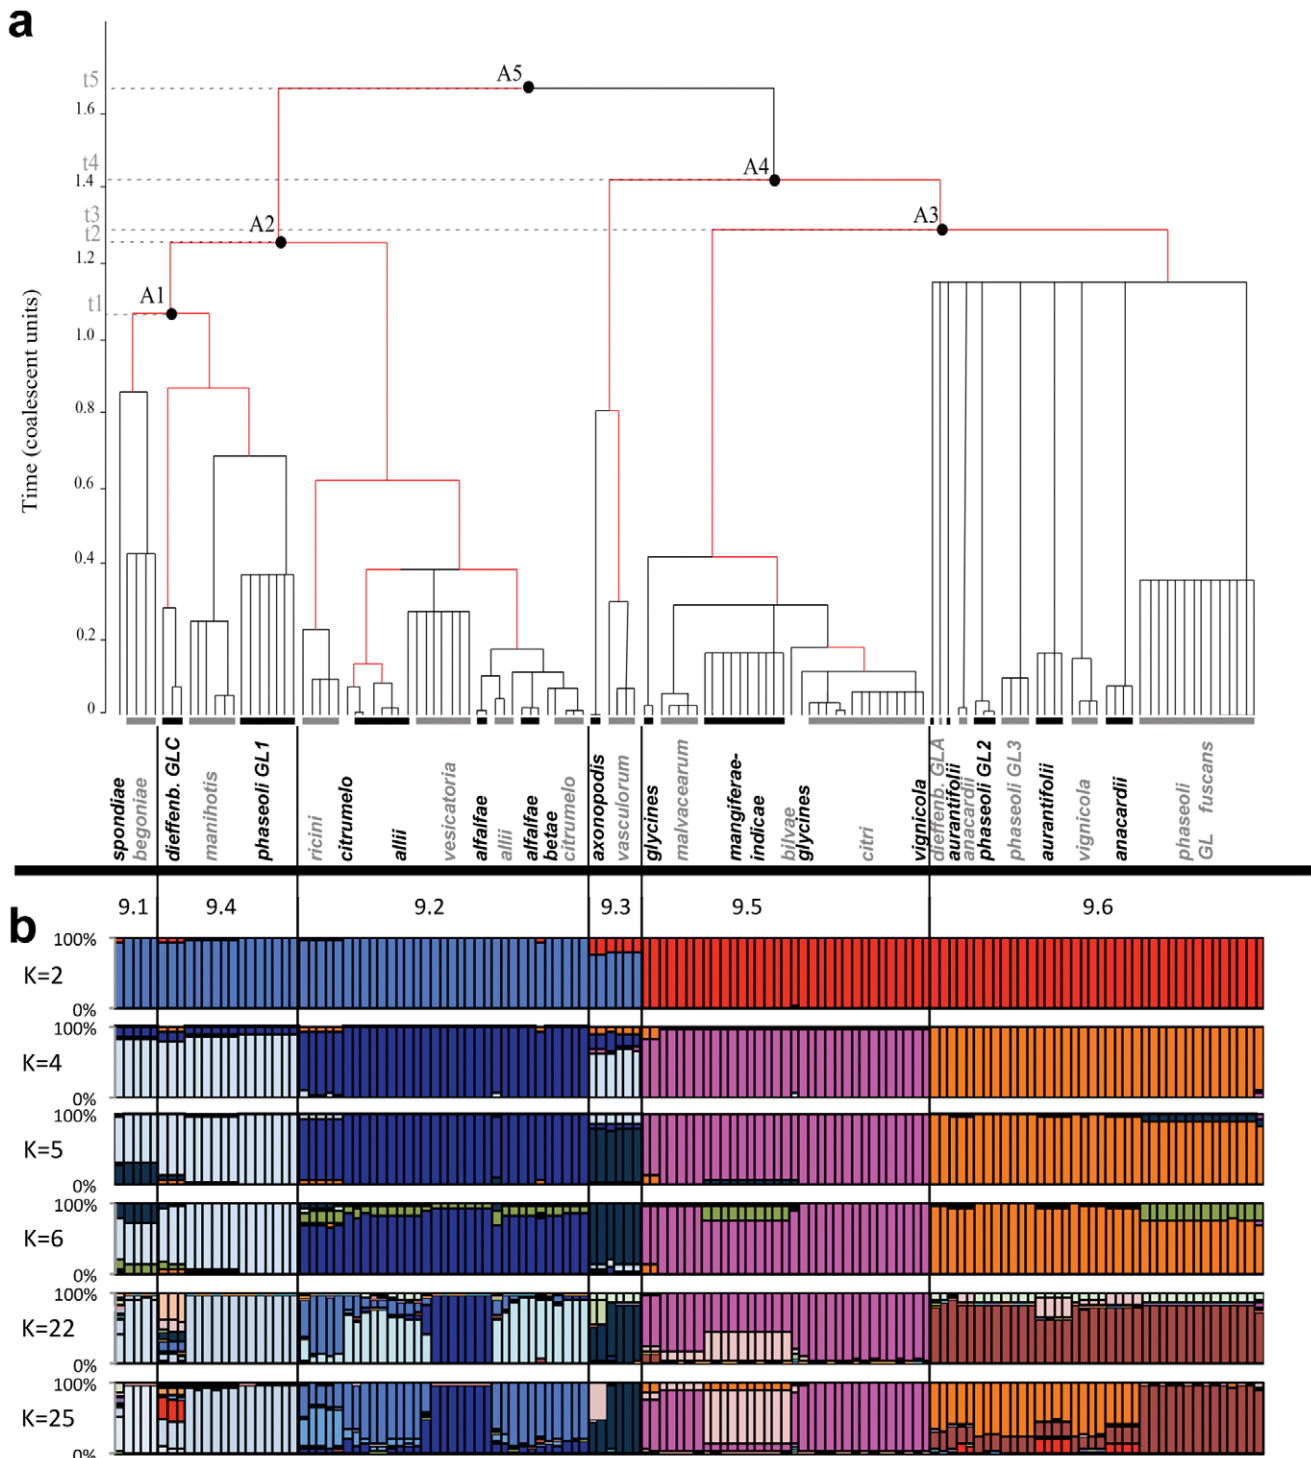 a
t5
A5
1.6
t4
A4
1.4
t3
A3
t2
A2
1.2
t1
A1
1.0
0.8
0.6
0.4
0.2
0
Time (coalescent units)
spondiae
begoniae
dieffenb. GLC
manihotis
phaseoli GL1
ricini
citrumelo
allii
vesicatoria
alfalfae
allii
alfalfae
betae
citrumelo
axonopodis
vasculorum
glycines
malvacearum
mangiferae-
indicae
bilvae
glycines
citri
vignicola
dieffenb. GLA
aurantifolii
anacardii
phaseoli GL2
phaseoli GL3
aurantifolii
vignicola
anacardii
phaseoli
GL fuscans
9.1 9.4 9.2 9.3 9.5 9.6
b
100%
K=2
0%
100%
K=4
0%
100%
K=5
0%
100%
K=6
0%
100%
K=22
0%
100%
K=25
0%